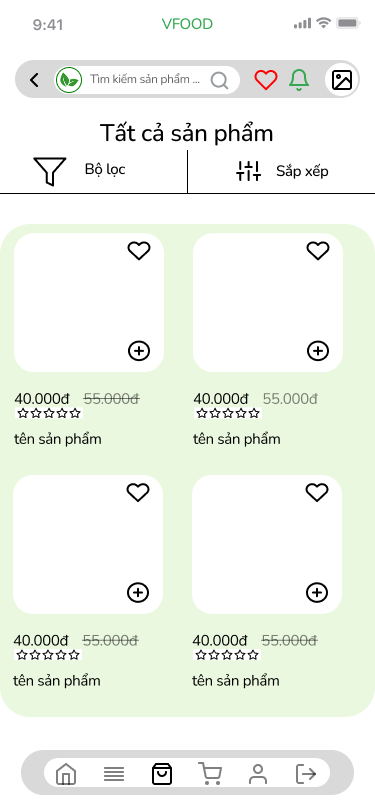 9:41 VFOOD
Tìm kiếm sản phẩm ...
Tất cả sản phẩm
Bộ lọc Sắp xếp
40.000đ 55.000đ 40.000đ 55.000đ
tên sản phẩm tên sản phẩm
40.000đ 55.000đ 40.000đ 55.000đ
tên sản phẩm tên sản phẩm